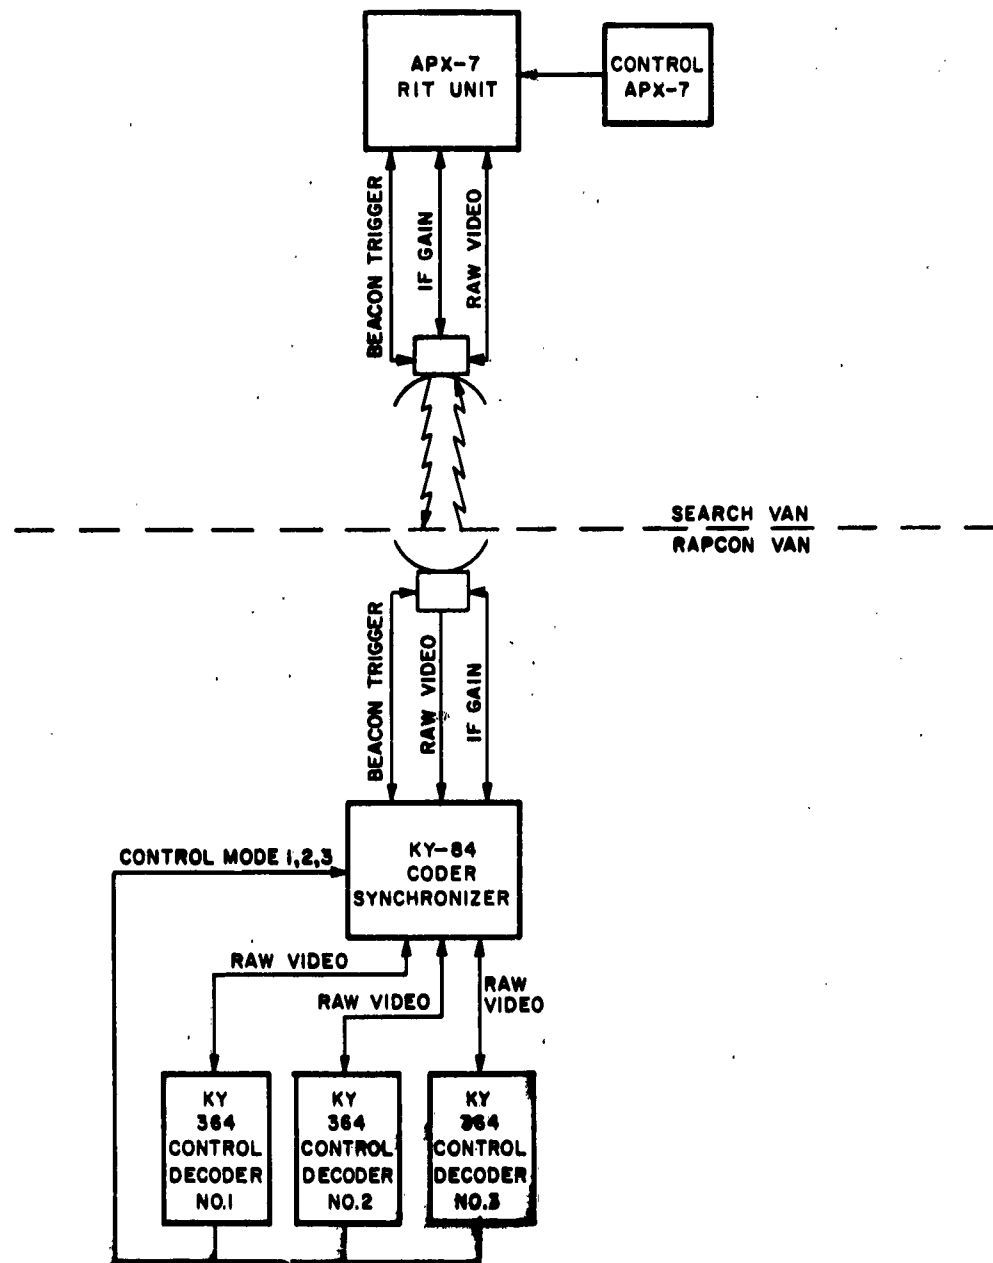 APX-7
RIT UNIT
CONTROL
APX-7
BEACON TRIGGER
IF GAIN
RAW VIDEO
SEARCH VAN
RAPCON VAN
BEACON TRIGGER
RAW VIDEO
IF GAIN
CONTROL MODE 1,2,3
KY-84
CODER
SYNCHRONIZER
RAW VIDEO
RAW VIDEO
RAW
VIDEO
KY
364
CONTROL
DECODER
NO.1
KY
364
CONTROL
DECODER
NO.2
KY
364
CONTROL
DECODER
NO.3